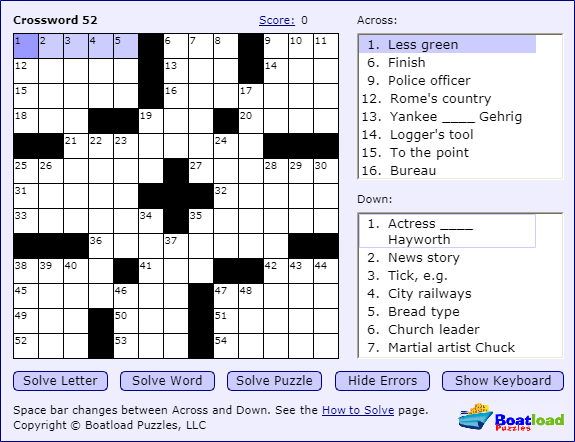 Crossword 52 Score: 0 Across:
1 2 3 4 5 6 7 8 9 10 11
12 13 14
15 16 17
18 19 20
21 22 23 24
25 26 27 28 29 30
31 32
33 34 35
36 37
38 39 40 41 42 43 44
45 46 47 48
49 50 51
52 53 54
1. Less green
6. Finish
9. Police officer
12. Rome's country
13. Yankee ____ Gehrig
14. Logger's tool
15. To the point
16. Bureau
Down:
1. Actress ____
Hayworth
2. News story
3. Tick, e.g.
4. City railways
5. Bread type
6. Church leader
7. Martial artist Chuck
Solve Letter Solve Word Solve Puzzle Hide Errors Show Keyboard
Space bar changes between Across and Down. See the How to Solve page.
Copyright © Boatload Puzzles, LLC
Boatload
Puzzles